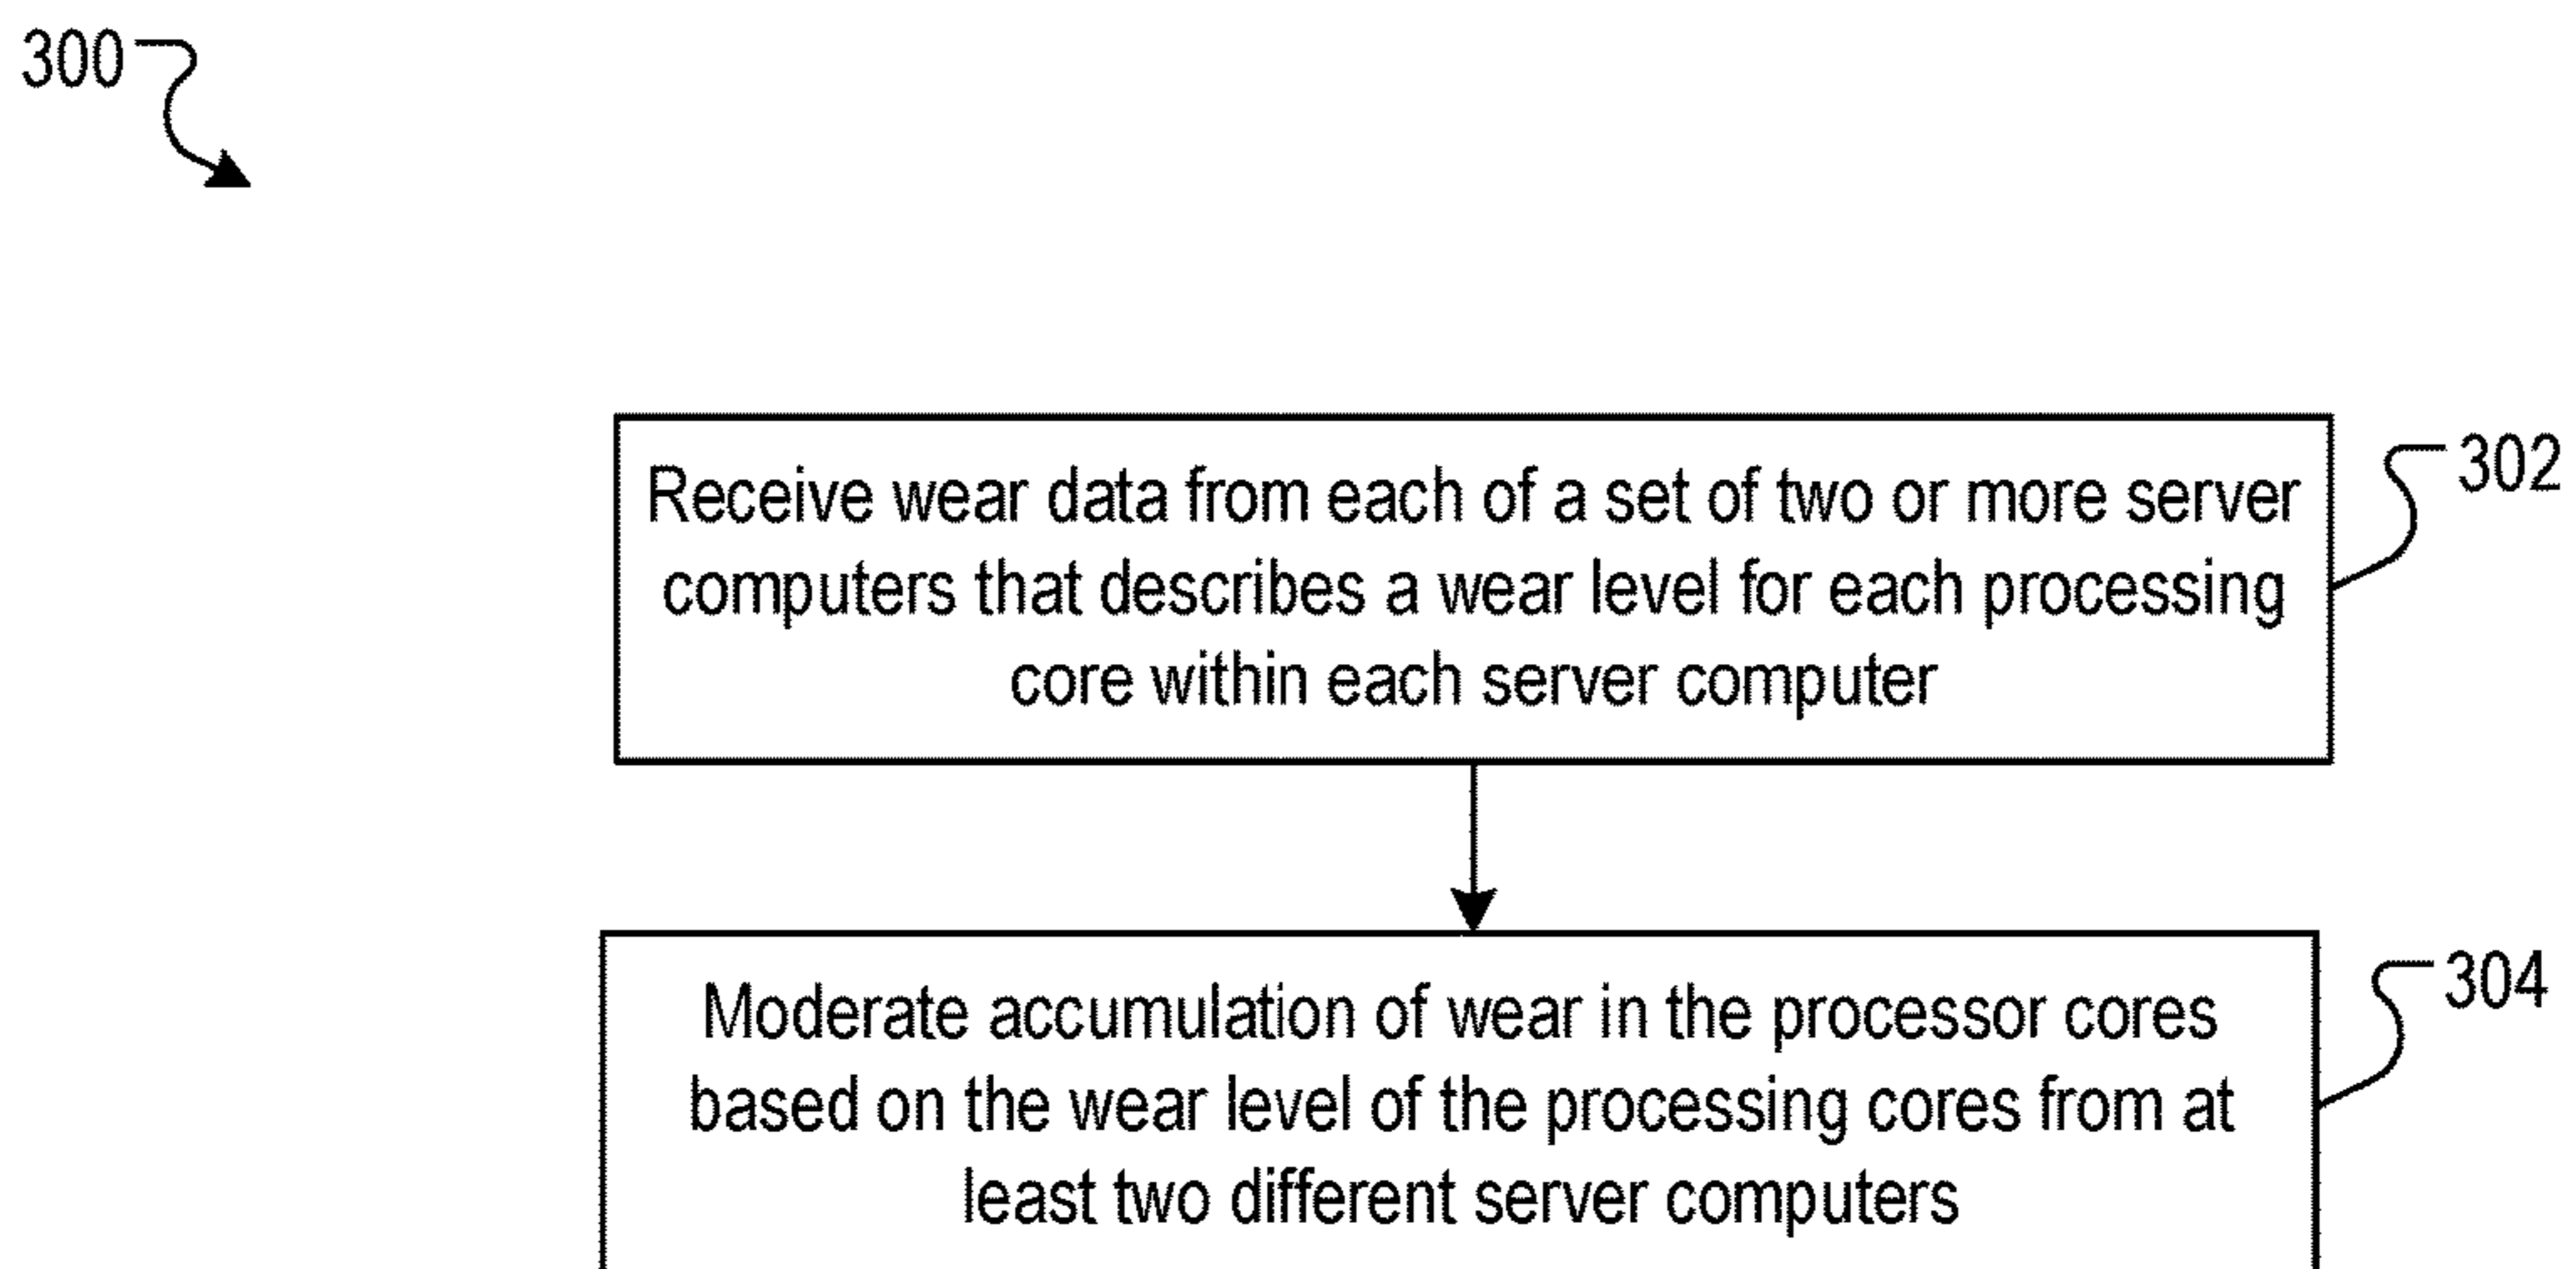 300
Receive wear data from each of a set of two or more server
computers that describes a wear level for each processing
core within each server computer
302
Moderate accumulation of wear in the processor cores
based on the wear level of the processing cores from at
least two different server computers
304